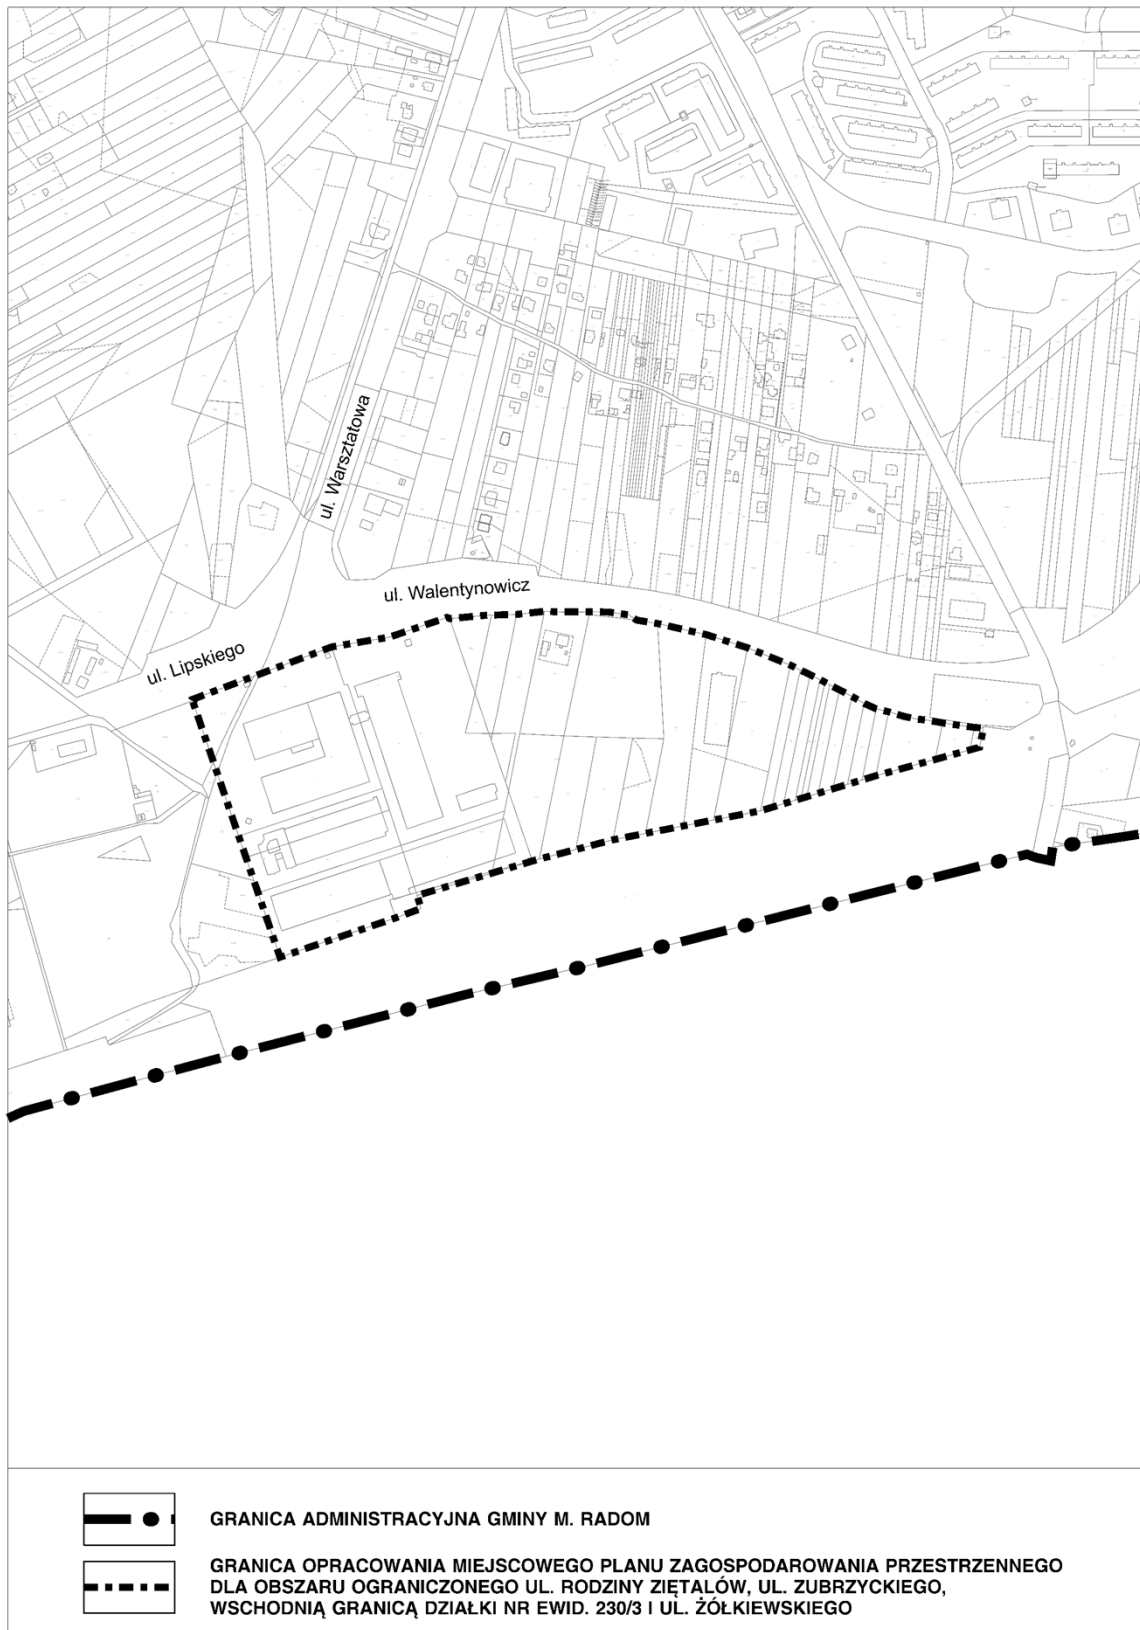 ul. Warsztatowa
ul. Walentynowicz
ul. Lipskiego
GRANICA ADMINISTRACYJNA GMINY M. RADOM
GRANICA OPRACOWANIA MIEJSCOWEGO PLANU ZAGOSPODAROWANIA PRZESTRZENNEGO
DLA OBSZARU OGRANICZONEGO UL. RODZINY ZIĘTALÓW, UL. ZUBRZYCKIEGO,
WSCHODNIĄ GRANICĄ DZIAŁKI NR EWID. 230/3 I UL. ŻÓŁKIEWSKIEGO